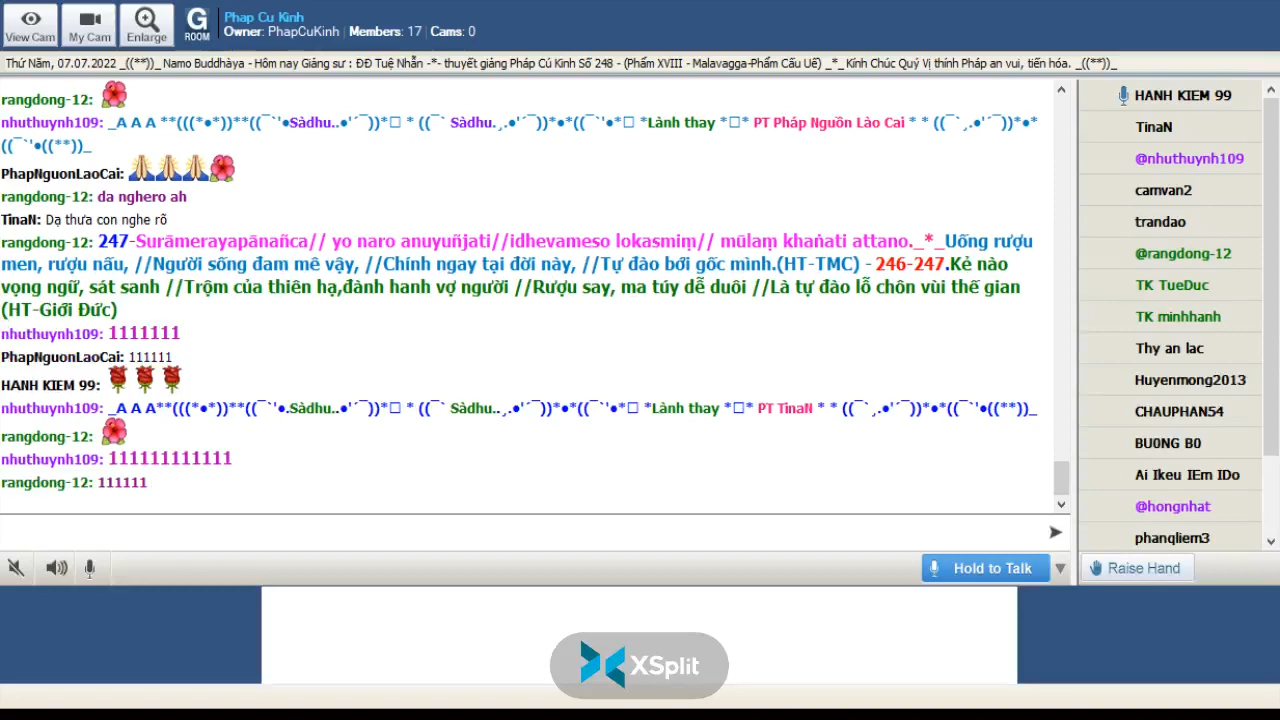 View Cam
My Cam
Enlarge
G
ROOM
Phap Cu Kinh
Owner: PhapCuKinh | Members: 17 | Cams: 0
Thứ Năm, 07.07.2022 _((**))_ Namo Buddhàya - Hôm nay Giảng sư : ĐĐ Tuệ Nhẫn -*- thuyết giảng Pháp Cú Kinh Số 248 - (Phẩm XVIII - Malavagga-Phẩm Cấu Uế) _*_ Kính Chúc Quý Vị thính Pháp an vui, tiến hóa. _((**))_
rangdong-12:
nhuthuynh109: _A A A **(((*•*))**((¯`'•Sàdhu..•'´¯))*□ * ((¯` Sàdhu.¸.•'´¯))*•*((¯`'•*□ *Lành thay *□* PT Pháp Nguồn Lào Cai * * ((¯`¸.•'´¯))*•*
((¯`'•((**))_
PhapNguonLaoCai:
rangdong-12: da nghero ah
TinaN: Dạ thưa con nghe rõ
rangdong-12: 247-Surāmerayapānañca// yo naro anuyuñjati//idhevameso lokasmiṃ// mūlaṃ khaṅati attano._*_Uống rượu
men, rượu nấu, //Người sống đam mê vậy, //Chính ngay tại đời này, //Tự đào bới gốc mình.(HT-TMC) - 246-247.Kẻ nào
vọng ngữ, sát sanh //Trộm của thiên hạ,đành hanh vợ người //Rượu say, ma túy dễ duôi //Là tự đào lỗ chôn vùi thế gian
(HT-Giới Đức)
nhuthuynh109: 1111111
PhapNguonLaoCai: 111111
HANH KIEM 99:
nhuthuynh109: _A A A**(((*•*))**((¯`'•.Sàdhu..•'´¯))*□ * ((¯` Sàdhu..¸.•'´¯))*•*((¯`'•*□ *Lành thay *□* PT TinaN * * ((¯`¸.•'´¯))*•*((¯`'•((**))_
rangdong-12:
nhuthuynh109: 111111111111
rangdong-12: 111111
Hold to Talk
HANH KIEM 99
TinaN
@nhuthuynh109
camvan2
trandao
@rangdong-12
TK TueDuc
TK minhhanh
Thy an lac
Huyenmong2013
CHAUPHAN54
BU0NG B0
Ai Ikeu IEm IDo
@hongnhat
phanqliem3
Raise Hand
XSplit